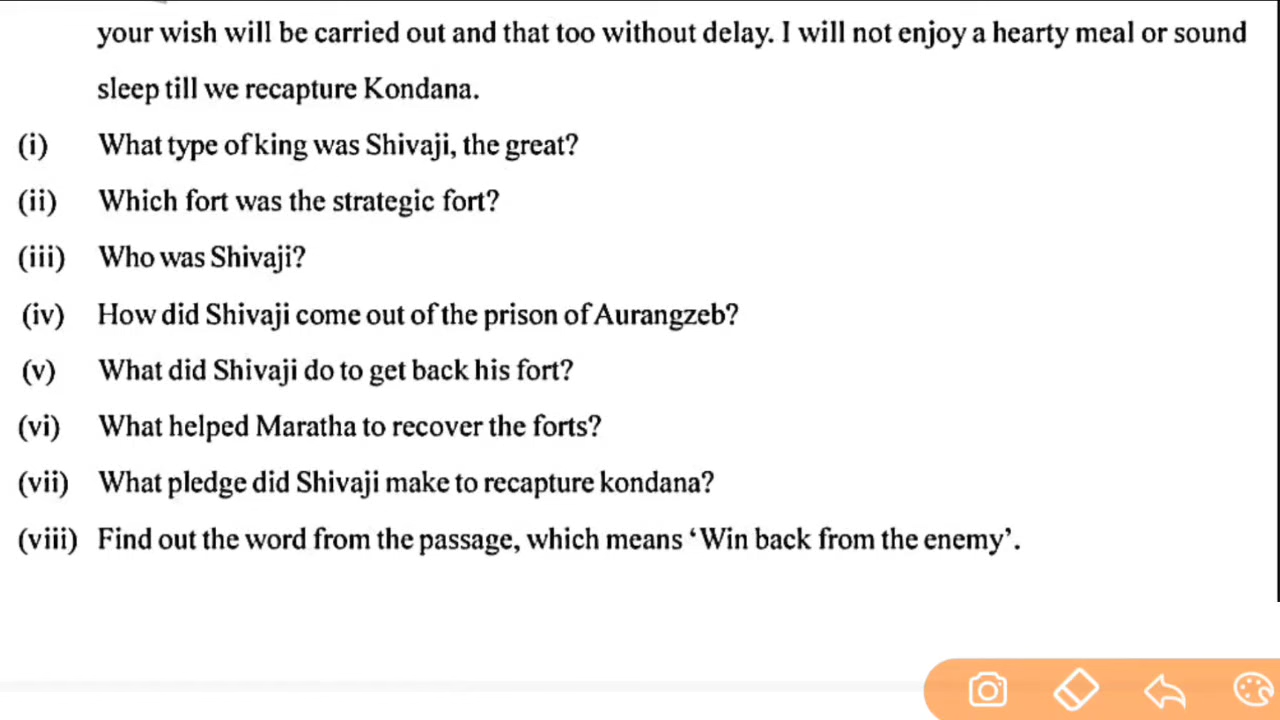 your wish will be carried out and that too without delay. I will not enjoy a hearty meal or sound
sleep till we recapture Kondana.
(i) What type of king was Shivaji, the great?
(ii) Which fort was the strategic fort?
(iii) Who was Shivaji?
(iv) How did Shivaji come out of the prison of Aurangzeb?
(v) What did Shivaji do to get back his fort?
(vi) What helped Maratha to recover the forts?
(vii) What pledge did Shivaji make to recapture kondana?
(viii) Find out the word from the passage, which means ‘Win back from the enemy’.